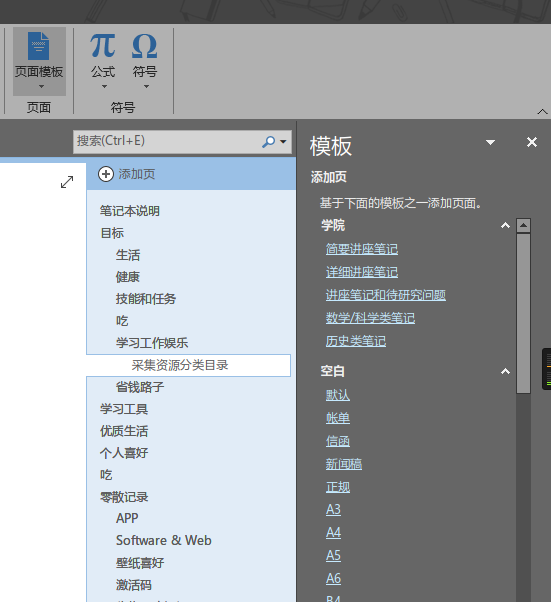 页面模板
公式
符号
页面
符号
搜索(Ctrl+E)
添加页
笔记本说明
目标
生活
健康
技能和任务
吃
学习工作娱乐
采集资源分类目录
省钱路子
学习工具
优质生活
个人喜好
吃
零散记录
APP
Software & Web
壁纸喜好
激活码
模板
添加页
基于下面的模板之一添加页面。
学院
简要讲座笔记
详细讲座笔记
讲座笔记和待研究问题
数学/科学类笔记
历史类笔记
空白
默认
帐单
信函
新闻稿
正规
A3
A4
A5
A6
B4